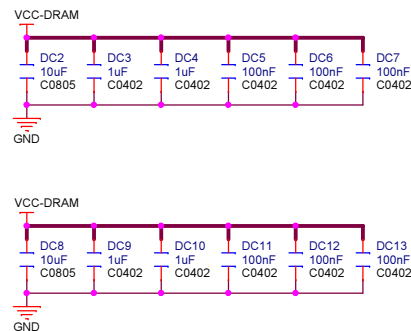 VCC-DRAM
DC2 DC3 DC4 DC5 DC6 DC7
10uF 1uF 1uF 100nF 100nF 100nF
C0805 C0402 C0402 C0402 C0402 C0402
GND
VCC-DRAM
DC8 DC9 DC10 DC11 DC12 DC13
10uF 1uF 1uF 100nF 100nF 100nF
C0805 C0402 C0402 C0402 C0402 C0402
GND